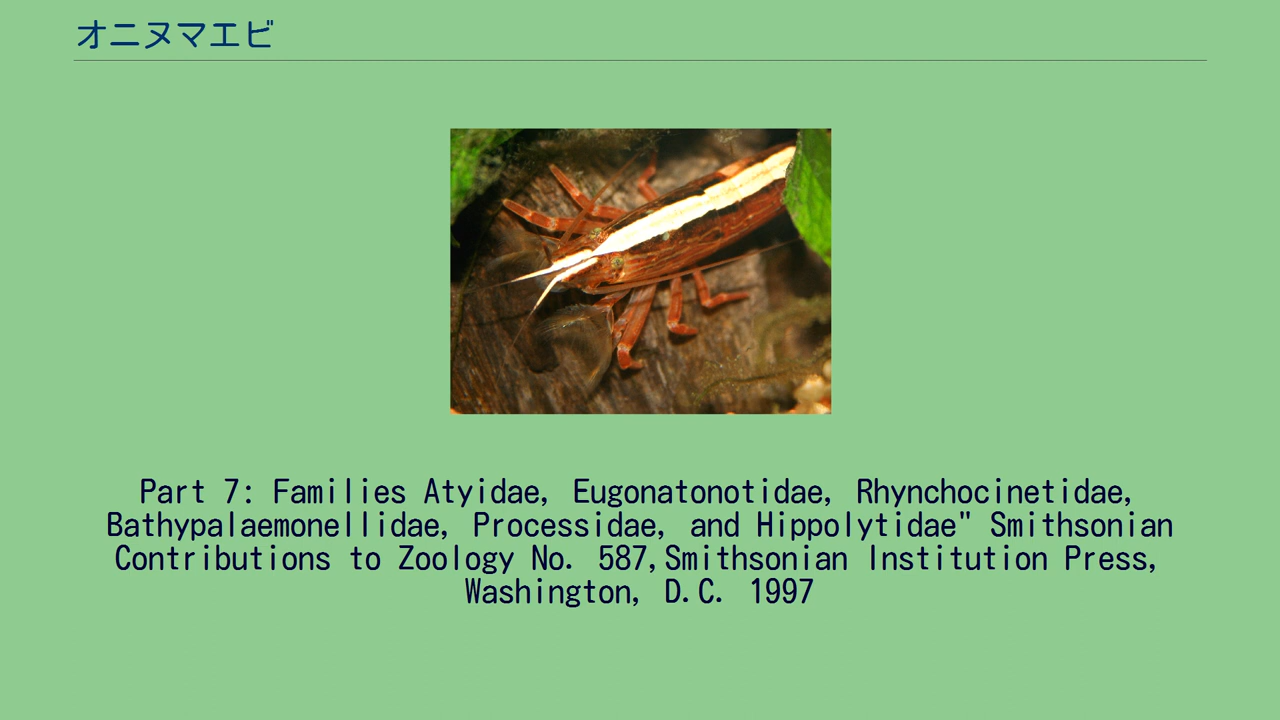 オニヌマエビ
Part 7: Families Atyidae, Eugonatonotidae, Rhynchocinetidae,
Bathypalaemonellidae, Processidae, and Hippolytidae" Smithsonian
Contributions to Zoology No. 587,Smithsonian Institution Press,
Washington, D.C. 1997